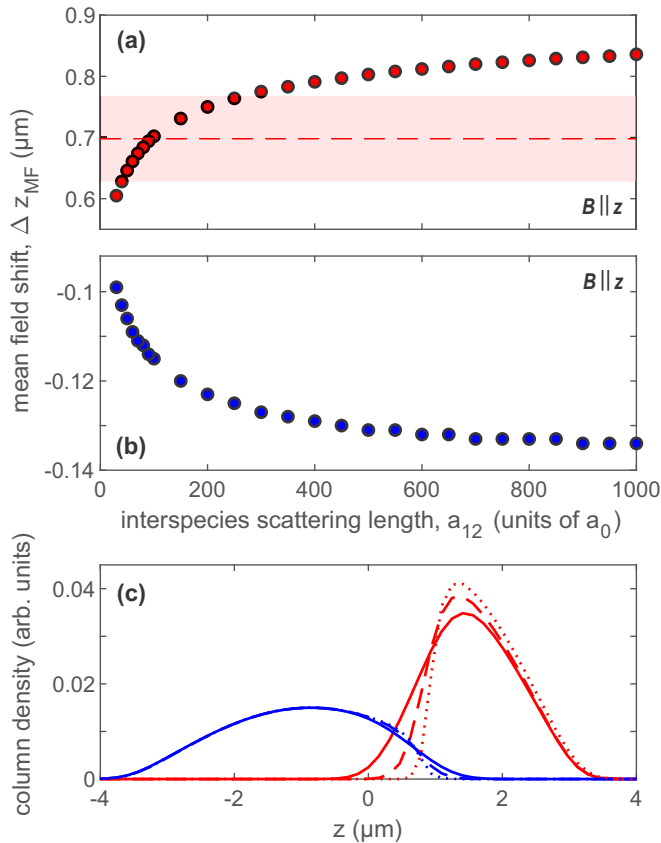 (a)
0.9
0.8
0.7
0.6
B||z
mean field shift, Δ z_MF (µm)
B||z
-0.1
-0.12
-0.14
(b)
0 200 400 600 800 1000
interspecies scattering length, a_12 (units of a_0)
(c)
column density (arb. units)
0.04
0.02
0
-4 -2 0 2 4
z (µm)